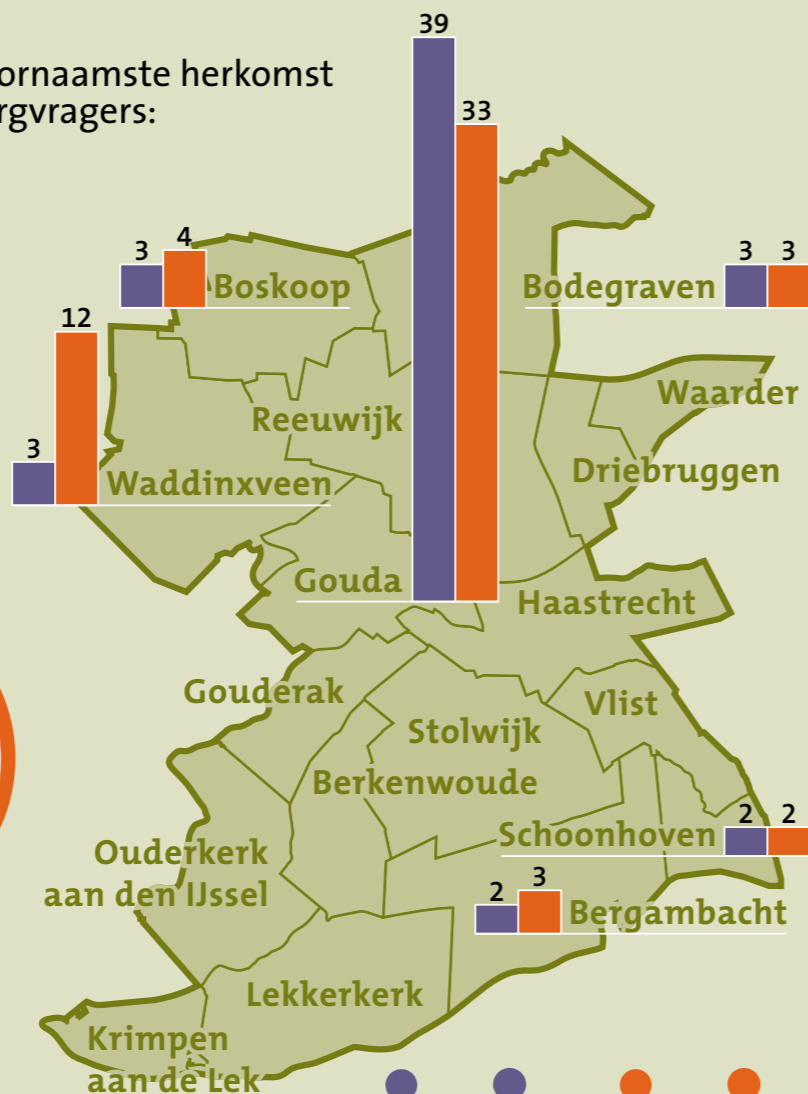 39
ornaamste herkomst
rgvragers:
33
3
4
Boskoop
Bodegraven
3
3
12
Waarder
Reeuwijk
3
Waddinxveen
Driebruggen
Gouda
Haastrecht
Gouderak
Vlist
Stolwijk
Berkenwoude
Schoonhoven
2
2
Ouderkerk
aan den IJssel
2
3
Bergambacht
Lekkerkerk
Krimpen
aan de Lek